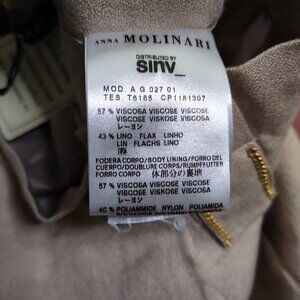 ANNA MOLINARI
DISTRIBUTED BY
SINV_
MOD. A G 027 01
TES. T6185 CP1181307
57 % VISCOSA VISCOSE VISCOSE
VISCOSE VISKOSE VISCOSA
レーヨン
43 % LINO FLAX LINHO
LIN FLACHS LINO
麻
FODERA CORPO/BODY LINING/FORRO DEL
CUERPO/DOUBLURE CORPS/FUTTER/FORRO
CORPO 体部分の裏地
57 % VISCOSA VISCOSE VISCOSE
VISCOSE VISKOSE VISCOSA
レーヨン
40 % POLIAMMIDE NYLON POLIAMIDA